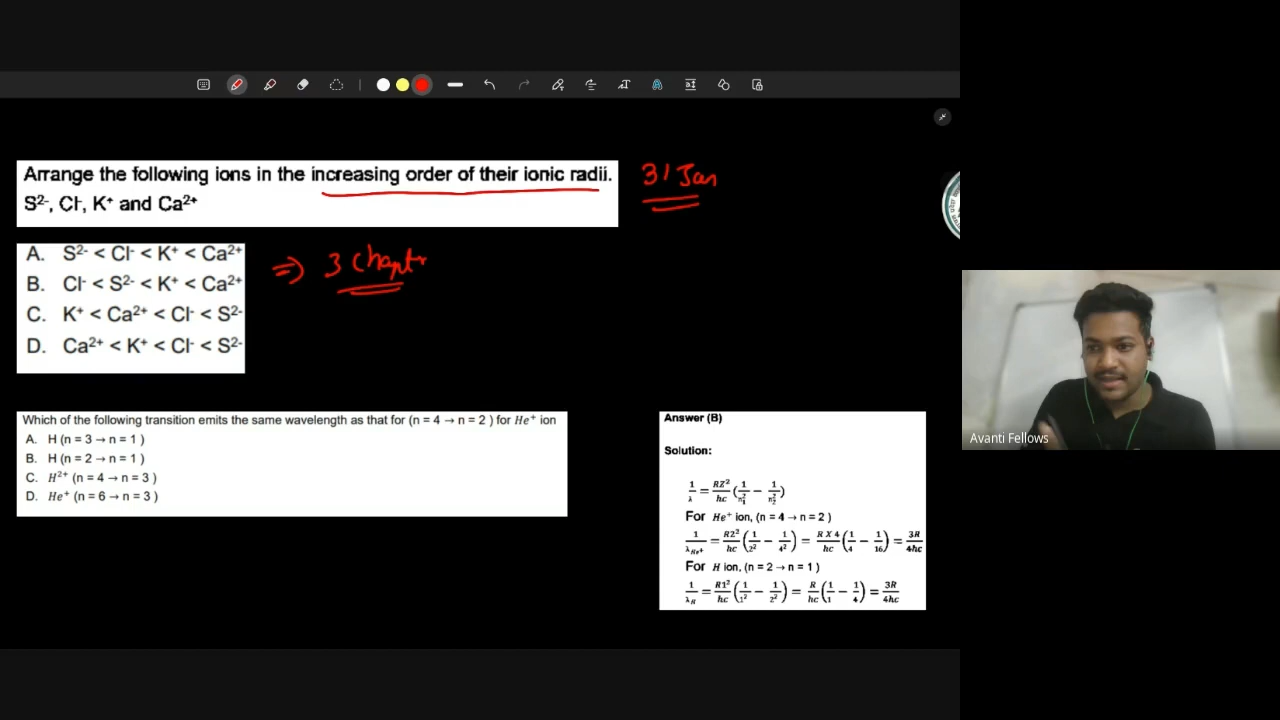 Arrange the following ions in the increasing order of their ionic radii.
S²⁻, Cl⁻, K⁺ and Ca²⁺
31 Jan
A. S²⁻ < Cl⁻ < K⁺ < Ca²⁺
B. Cl⁻ < S²⁻ < K⁺ < Ca²⁺
C. K⁺ < Ca²⁺ < Cl⁻ < S²⁻
D. Ca²⁺ < K⁺ < Cl⁻ < S²⁻
⇒ 3 Chapter
Which of the following transition emits the same wavelength as that for (n = 4 → n = 2 ) for He⁺ ion
A. H (n = 3 → n = 1 )
B. H (n = 2 → n = 1 )
C. H²⁺ (n = 4 → n = 3 )
D. He⁺ (n = 6 → n = 3 )
Answer (B)
Solution:
1/λ = RZ²/hc (1/n₁² − 1/n₂²)
For He⁺ ion, (n = 4 → n = 2 )
1/λHe⁺ = R2²/hc (1/2² − 1/4²) = R X 4/hc (1/4 − 1/16) = 3R/4hc
For H ion, (n = 2 → n = 1 )
1/λH = R1²/hc (1/1² − 1/2²) = R/hc (1/1 − 1/4) = 3R/4hc
Avanti Fellows